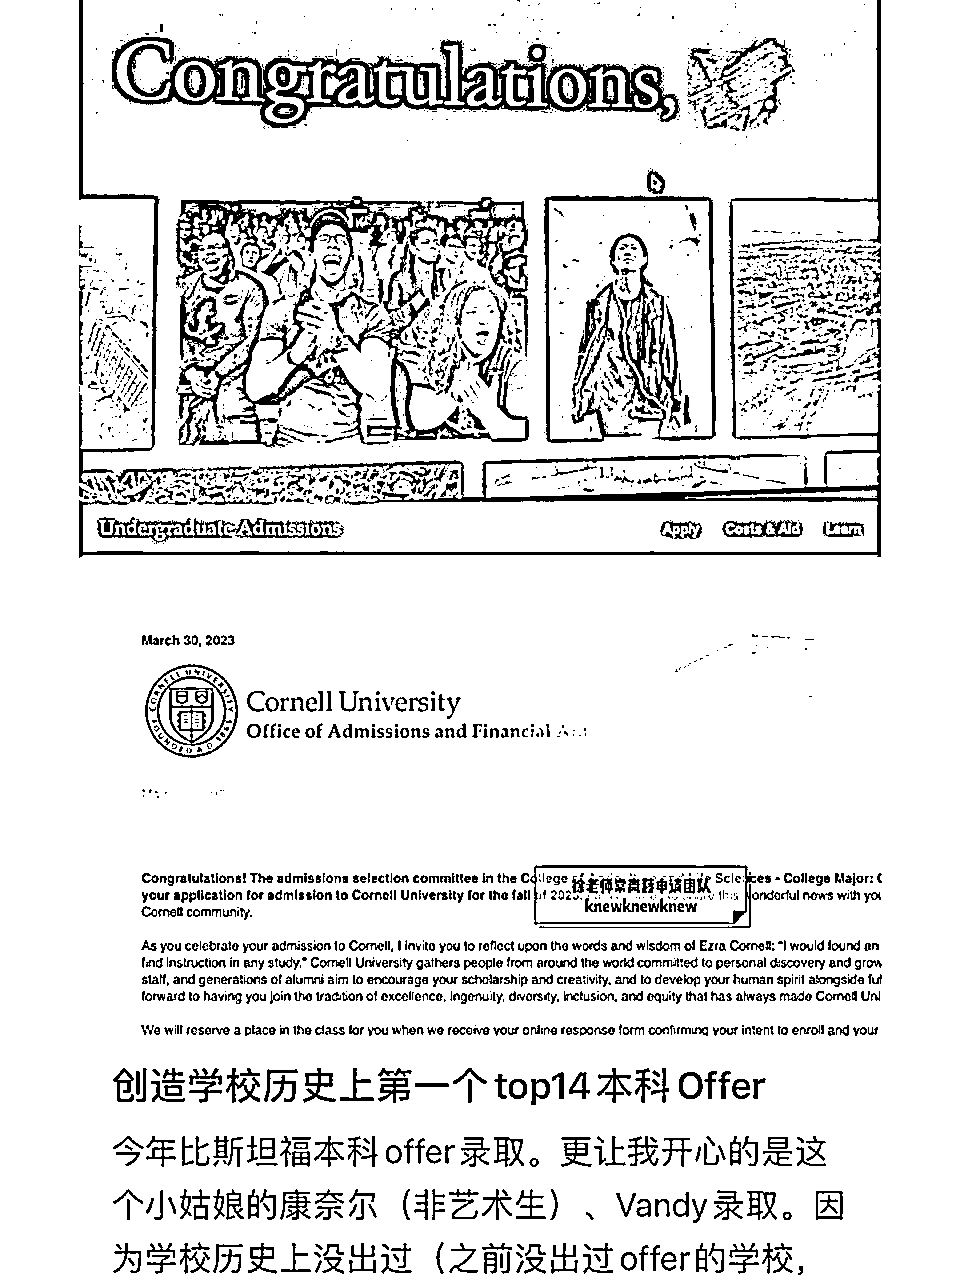 Congratulations,
Undergraduate Admissions Apply Costs & Aid Learn
March 30, 2023
CORNELL UNIVERSITY FOUNDED A.D. 1865
Cornell University
Office of Admissions and Financial Aid
Congratulations! The admissions selection committee in the College of Sciences - College Major:
your application for admission to Cornell University for the fall of 2023. this wonderful news with you
Cornell community.
徐老师常青藤申请团队
knewknewknew
As you celebrate your admission to Cornell, I invite you to reflect upon the words and wisdom of Ezra Cornell: "I would found an
find instruction in any study." Cornell University gathers people from around the world committed to personal discovery and grow
staff, and generations of alumni aim to encourage your scholarship and creativity, and to develop your human spirit alongside ful
forward to having you join the tradition of excellence, ingenuity, diversity, inclusion, and equity that has always made Cornell Uni
We will reserve a place in the class for you when we receive your online response form confirming your intent to enroll and your
创造学校历史上第一个top14本科Offer
今年比斯坦福本科offer录取。更让我开心的是这
个小姑娘的康奈尔（非艺术生）、Vandy录取。因
为学校历史上没出过（之前没出过offer的学校，